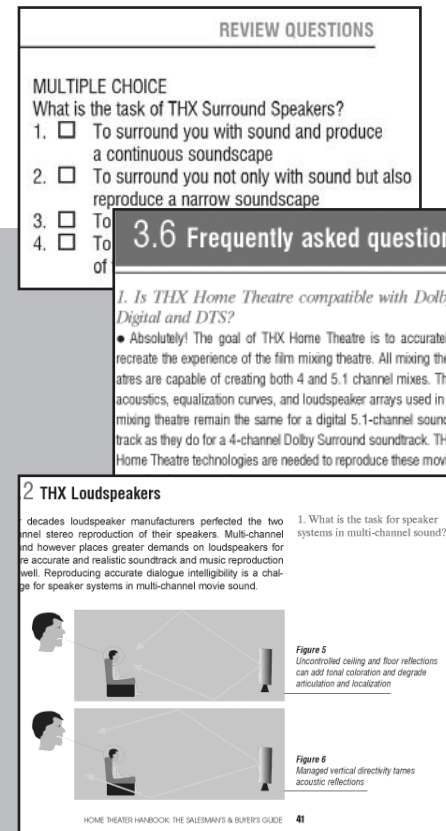 REVIEW QUESTIONS
MULTIPLE CHOICE
What is the task of THX Surround Speakers?
1. ☐ To surround you with sound and produce
a continuous soundscape
2. ☐ To surround you not only with sound but also
reproduce a narrow soundscape
3. ☐ To
4. ☐ To
of
3.6 Frequently asked question
1. Is THX Home Theatre compatible with Dolb
Digital and DTS?
● Absolutely! The goal of THX Home Theatre is to accuratel
recreate the experience of the film mixing theatre. All mixing the
atres are capable of creating both 4 and 5.1 channel mixes. Th
acoustics, equalization curves, and loudspeaker arrays used in
mixing theatre remain the same for a digital 5.1-channel soun
track as they do for a 4-channel Dolby Surround soundtrack. TH
Home Theatre technologies are needed to reproduce these movi
.2 THX Loudspeakers
decades loudspeaker manufacturers perfected the two
nnel stereo reproduction of their speakers. Multi-channel
nd however places greater demands on loudspeakers for
re accurate and realistic soundtrack and music reproduction
well. Reproducing accurate dialogue intelligibility is a chal-
ge for speaker systems in multi-channel movie sound.
1. What is the task for speaker
systems in multi-channel sound?
Figure 5
Uncontrolled ceiling and floor reflections
can add tonal coloration and degrade
articulation and localization
Figure 6
Managed vertical directivity tames
acoustic reflections
HOME THEATER HANBOOK: THE SALESMAN'S & BUYER'S GUIDE 41